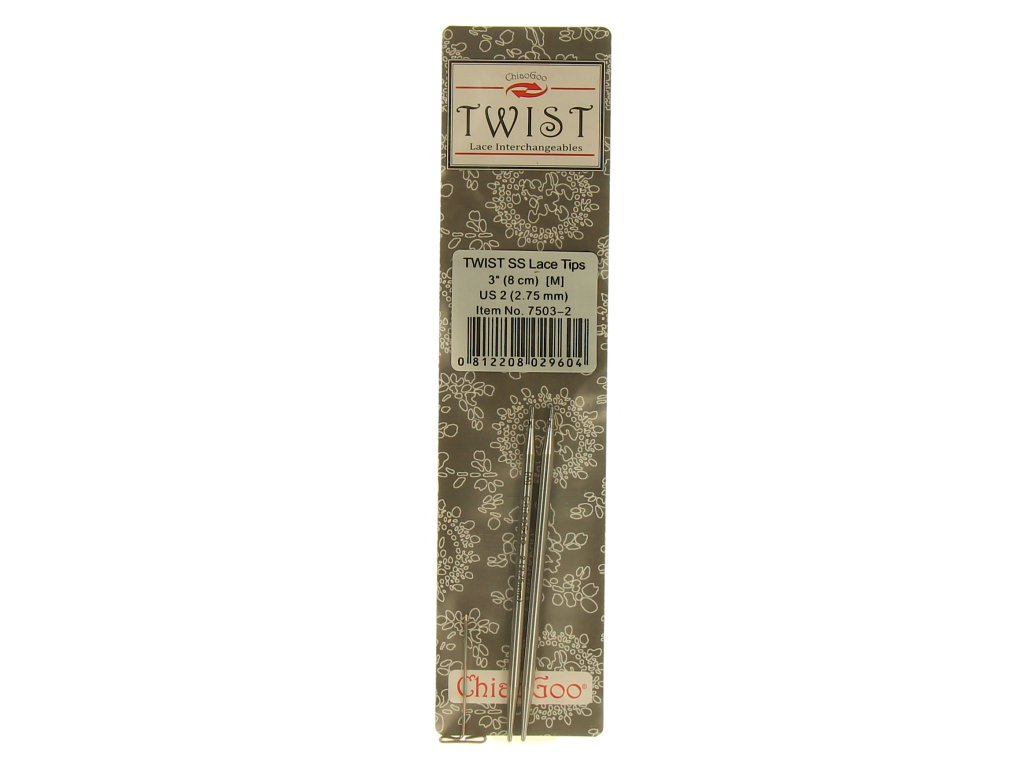 ChiaoGoo
TWIST
Lace Interchangeables
TWIST SS Lace Tips
3" (8 cm) [M]
US 2 (2.75 mm)
Item No. 7503-2
0 812208 029604
ChiaoGoo®